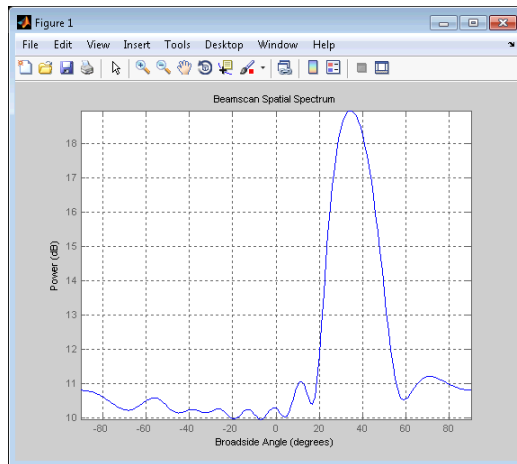 Figure 1
File Edit View Insert Tools Desktop Window Help
Beamscan Spatial Spectrum
18
17
16
15
14
13
12
11
10
Power (dB)
-80 -60 -40 -20 0 20 40 60 80
Broadside Angle (degrees)